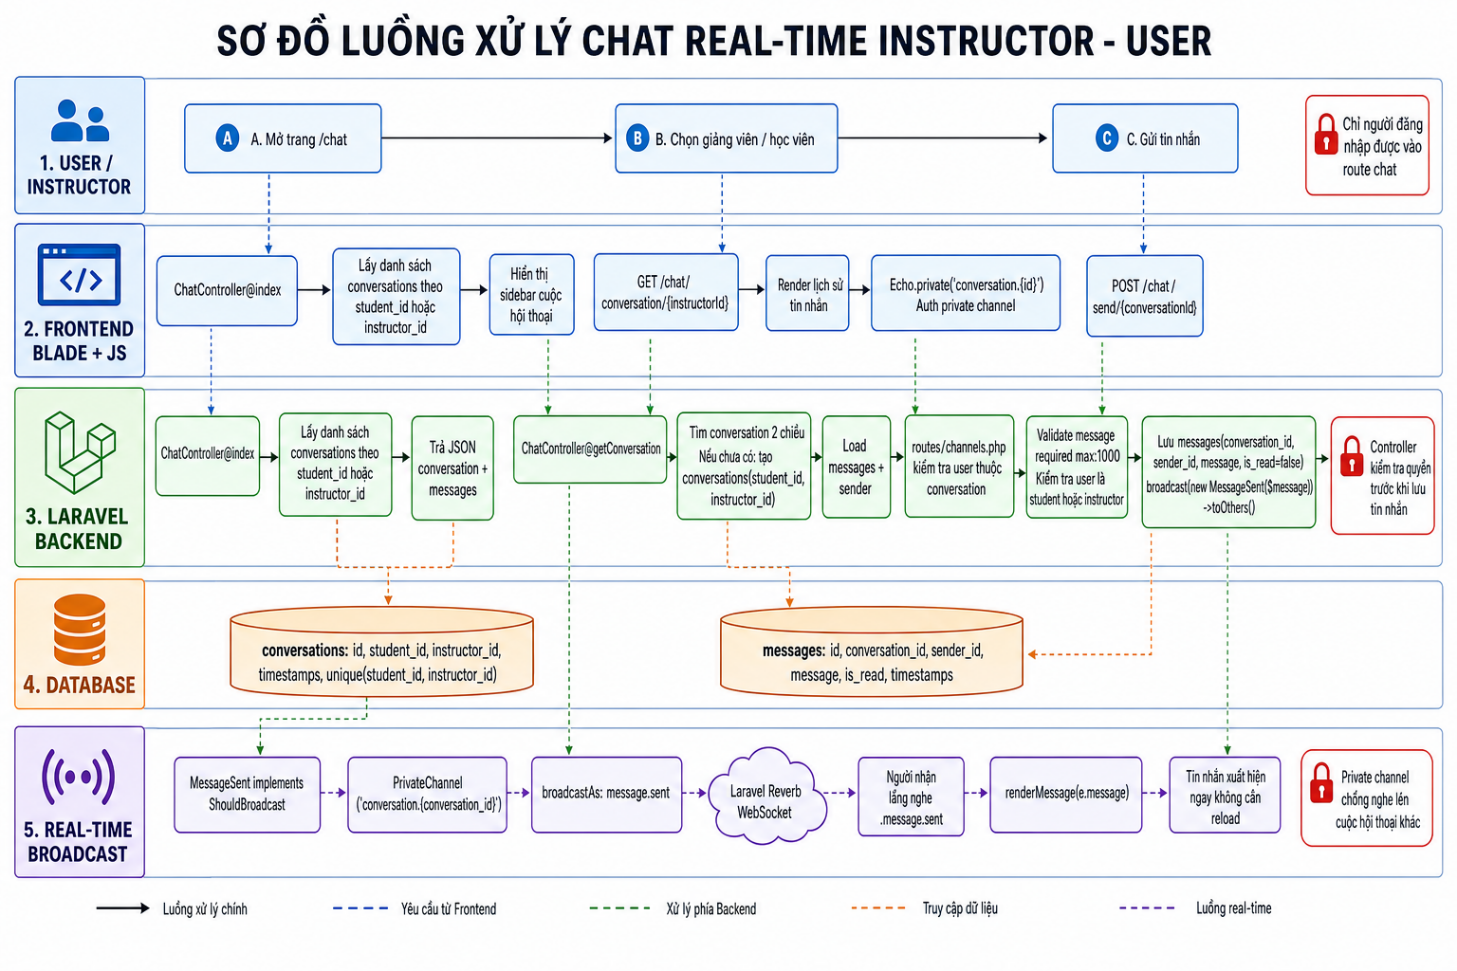 SƠ ĐỒ LUỒNG XỬ LÝ CHAT REAL-TIME INSTRUCTOR - USER
1. USER /
INSTRUCTOR
A
A. Mở trang /chat
B
B. Chọn giảng viên / học viên
C
C. Gửi tin nhắn
Chỉ người đăng
nhập được vào
route chat
2. FRONTEND
BLADE + JS
ChatController@index
Lấy danh sách
conversations theo
student_id hoặc
instructor_id
Hiển thị
sidebar cuộc
hội thoại
GET /chat/
conversation/{instructorId}
Render lịch sử
tin nhắn
Echo.private('conversation.{id}')
Auth private channel
POST /chat/
send/{conversationId}
3. LARAVEL
BACKEND
ChatController@index
Lấy danh sách
conversations theo
student_id hoặc
instructor_id
Trả JSON
conversation +
messages
ChatController@getConversation
Tìm conversation 2 chiều
Nếu chưa có: tạo
conversations(student_id,
instructor_id)
Load
messages +
sender
routes/channels.php
kiểm tra user thuộc
conversation
Validate message
required max:1000
Kiểm tra user là
student hoặc instructor
Lưu messages(conversation_id,
sender_id, message, is_read=false)
broadcast(new MessageSent($message))
->toOthers()
Controller
kiểm tra quyền
trước khi lưu
tin nhắn
4. DATABASE
conversations: id, student_id, instructor_id,
timestamps, unique(student_id, instructor_id)
messages: id, conversation_id, sender_id,
message, is_read, timestamps
5. REAL-TIME
BROADCAST
MessageSent implements
ShouldBroadcast
PrivateChannel
('conversation.{conversation_id}')
broadcastAs: message.sent
Laravel Reverb
WebSocket
Người nhận
lắng nghe
.message.sent
renderMessage(e.message)
Tin nhắn xuất hiện
ngay không cần
reload
Private channel
chống nghe lén
cuộc hội thoại khác
Luồng xử lý chính
Yêu cầu từ Frontend
Xử lý phía Backend
Truy cập dữ liệu
Luồng real-time